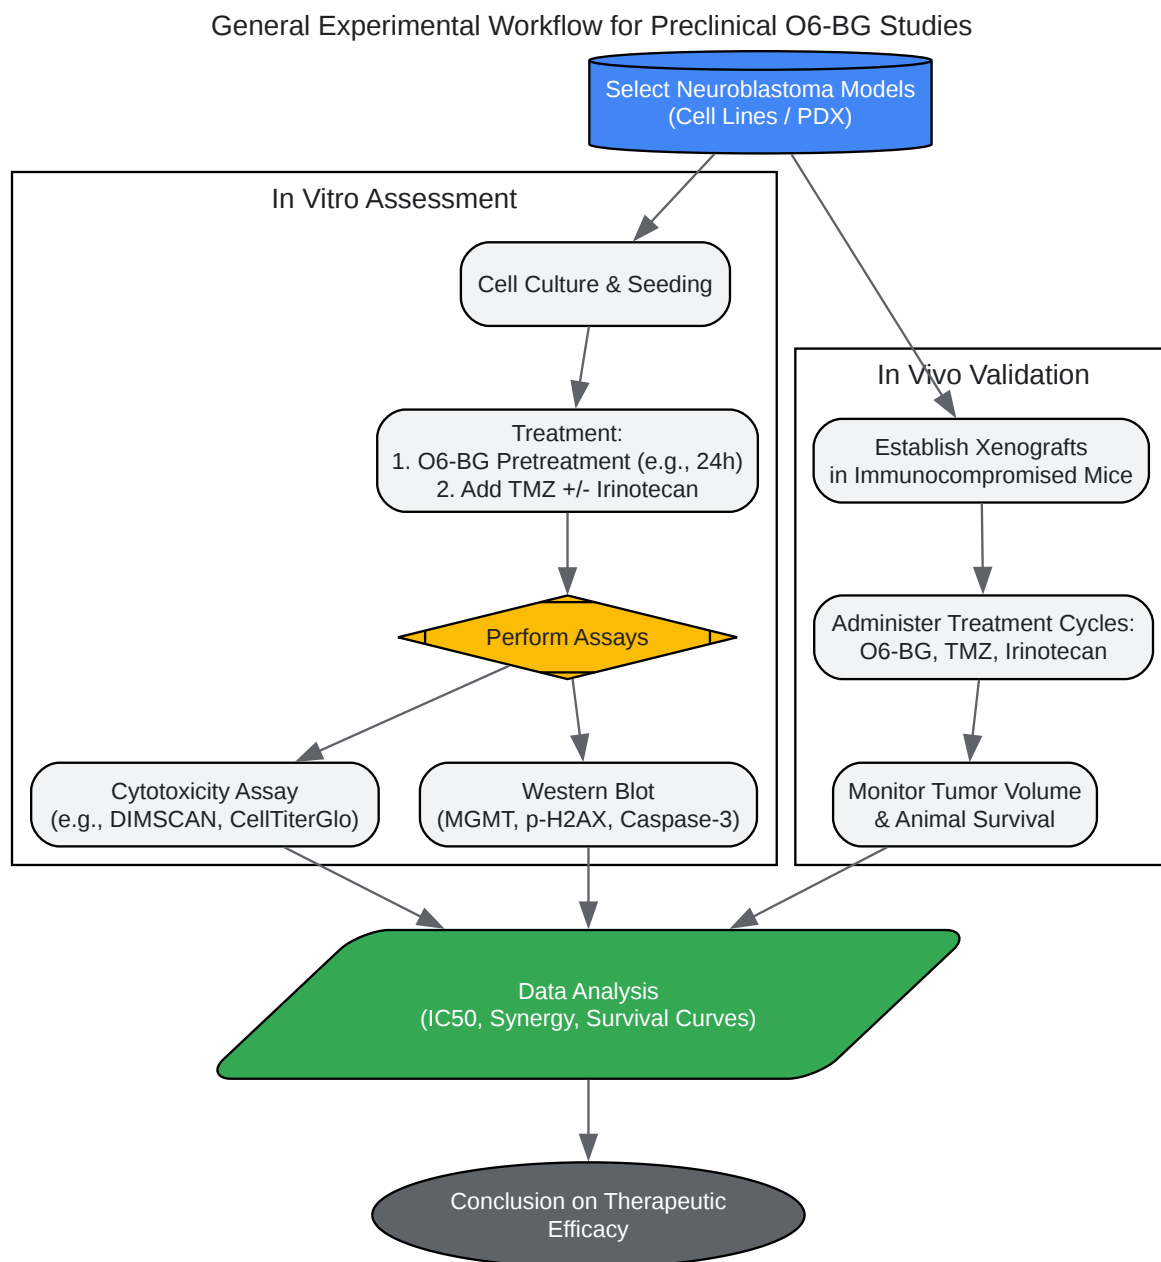 General Experimental Workflow for Preclinical O6-BG Studies
Select Neuroblastoma Models
(Cell Lines / PDX)
In Vitro Assessment
Cell Culture & Seeding
Treatment:
1. O6-BG Pretreatment (e.g., 24h)
2. Add TMZ +/- Irinotecan
Perform Assays
Cytotoxicity Assay
(e.g., DIMSCAN, CellTiterGlo)
Western Blot
(MGMT, p-H2AX, Caspase-3)
In Vivo Validation
Establish Xenografts
in Immunocompromised Mice
Administer Treatment Cycles:
O6-BG, TMZ, Irinotecan
Monitor Tumor Volume
& Animal Survival
Data Analysis
(IC50, Synergy, Survival Curves)
Conclusion on Therapeutic
Efficacy